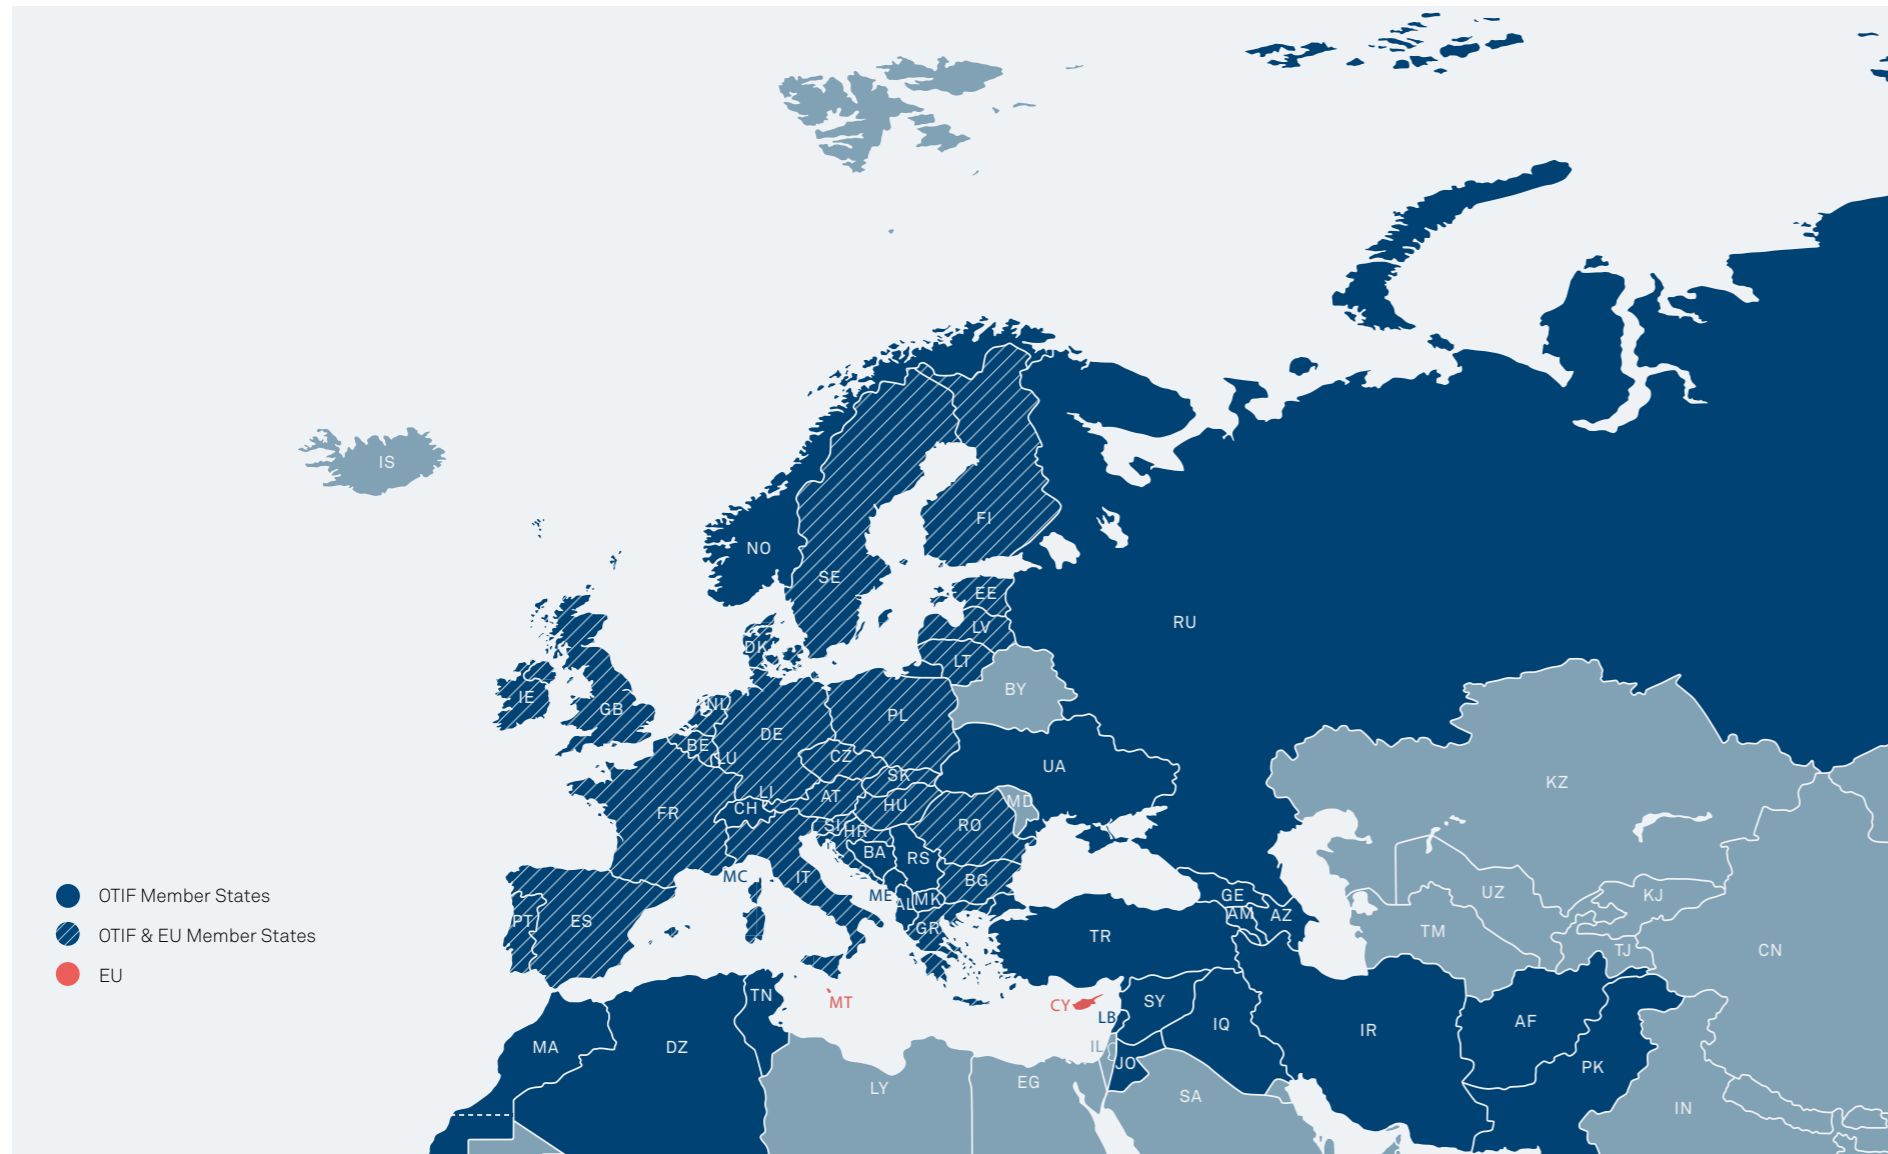 IS
NO
SE
FI
EE
LV
LT
RU
DK
IE
GB
NL
BE
LU
DE
PL
BY
CZ
SK
UA
KZ
LI
CH
AT
HU
MD
FR
SI
HR
RO
BA
RS
MC
IT
ME
AL
MK
BG
GE
AM
AZ
UZ
KJ
OTIF Member States
PT
ES
GR
TR
TM
TJ
CN
OTIF & EU Member States
EU
TN
MT
CY
LB
SY
IQ
IR
AF
MA
DZ
IL
JO
PK
LY
EG
SA
IN